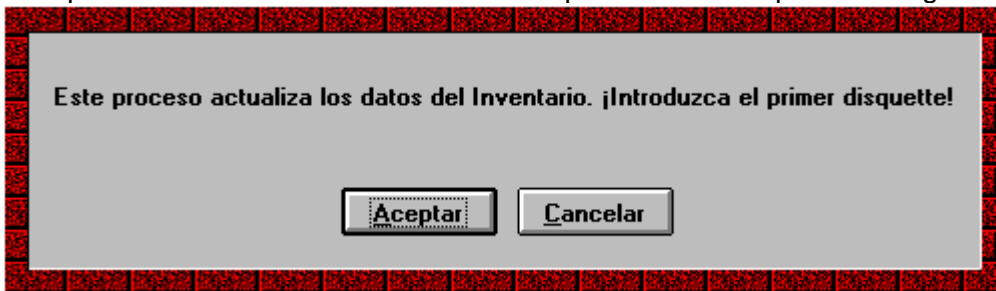 Este proceso actualiza los datos del Inventario. ¡Introduzca el primer disquette!
Aceptar
Cancelar